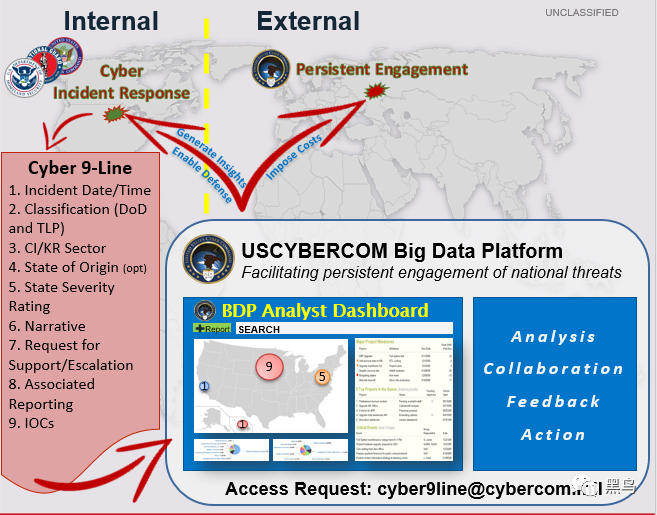 UNCLASSIFIED
Internal
External
Cyber
Incident Response
Persistent Engagement
Generate Insights
Enable Defense
Impose Costs
Cyber 9-Line
1. Incident Date/Time
2. Classification (DoD
and TLP)
3. CI/KR Sector
4. State of Origin (opt)
5. State Severity
Rating
6. Narrative
7. Request for
Support/Escalation
8. Associated
Reporting
9. IOCs
USCYBERCOM Big Data Platform
Facilitating persistent engagement of national threats
BDP Analyst Dashboard
+Report
SEARCH
9
5
1
1
Analysis
Collaboration
Feedback
Action
Access Request: cyber9line@cybercom.
黑鸟